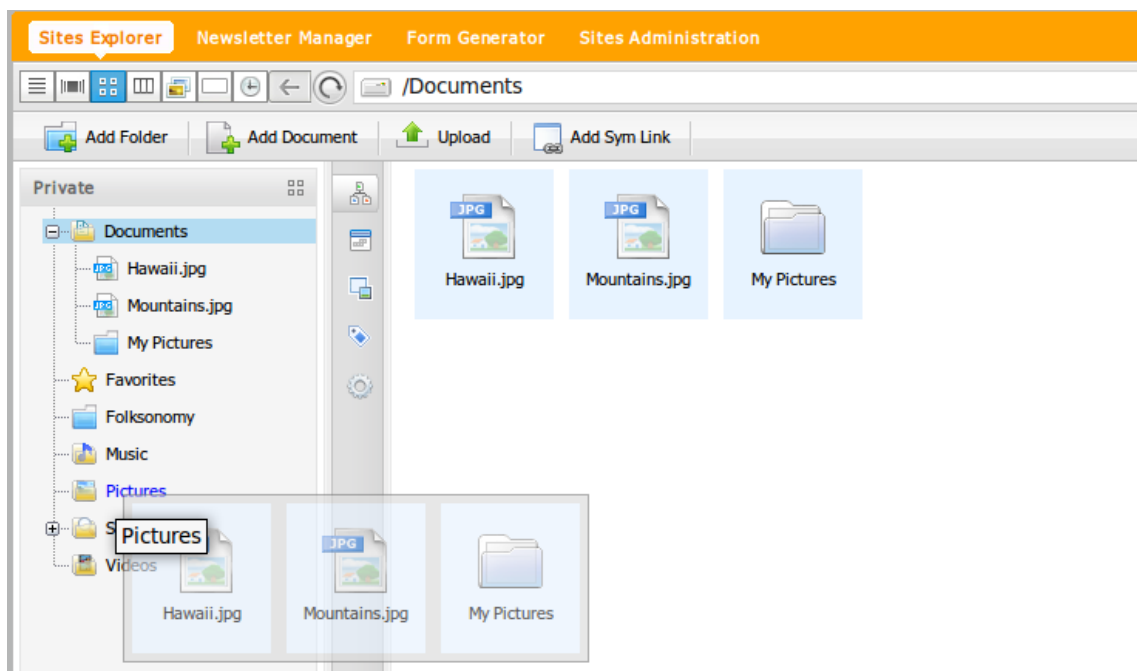 Sites Explorer Newsletter Manager Form Generator Sites Administration
/Documents
Add Folder Add Document Upload Add Sym Link
Private
Documents
Hawaii.jpg
Mountains.jpg
My Pictures
Favorites
Folksonomy
Music
Pictures
S
Videos
JPG JPG
Hawaii.jpg Mountains.jpg My Pictures
Pictures
JPG
Hawaii.jpg Mountains.jpg My Pictures